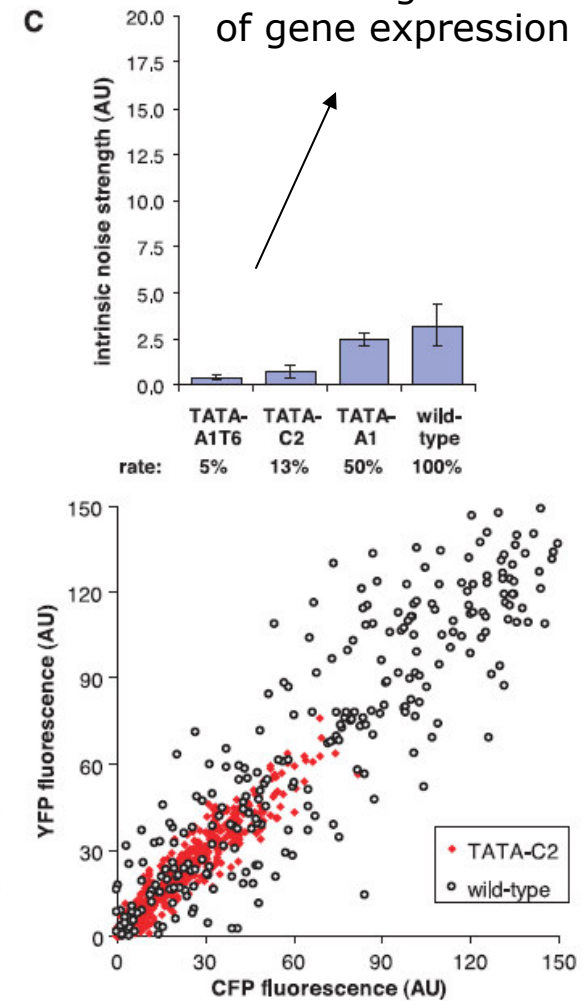 C
of gene expression
intrinsic noise strength (AU)
20.0
17.5
15.0
12.5
10.0
7.5
5.0
2.5
0.0
TATA- TATA- TATA- wild-
A1T6 C2 A1 type
rate: 5% 13% 50% 100%
YFP fluorescence (AU)
150
120
90
60
30
0
TATA-C2
wild-type
0 30 60 90 120 150
CFP fluorescence (AU)